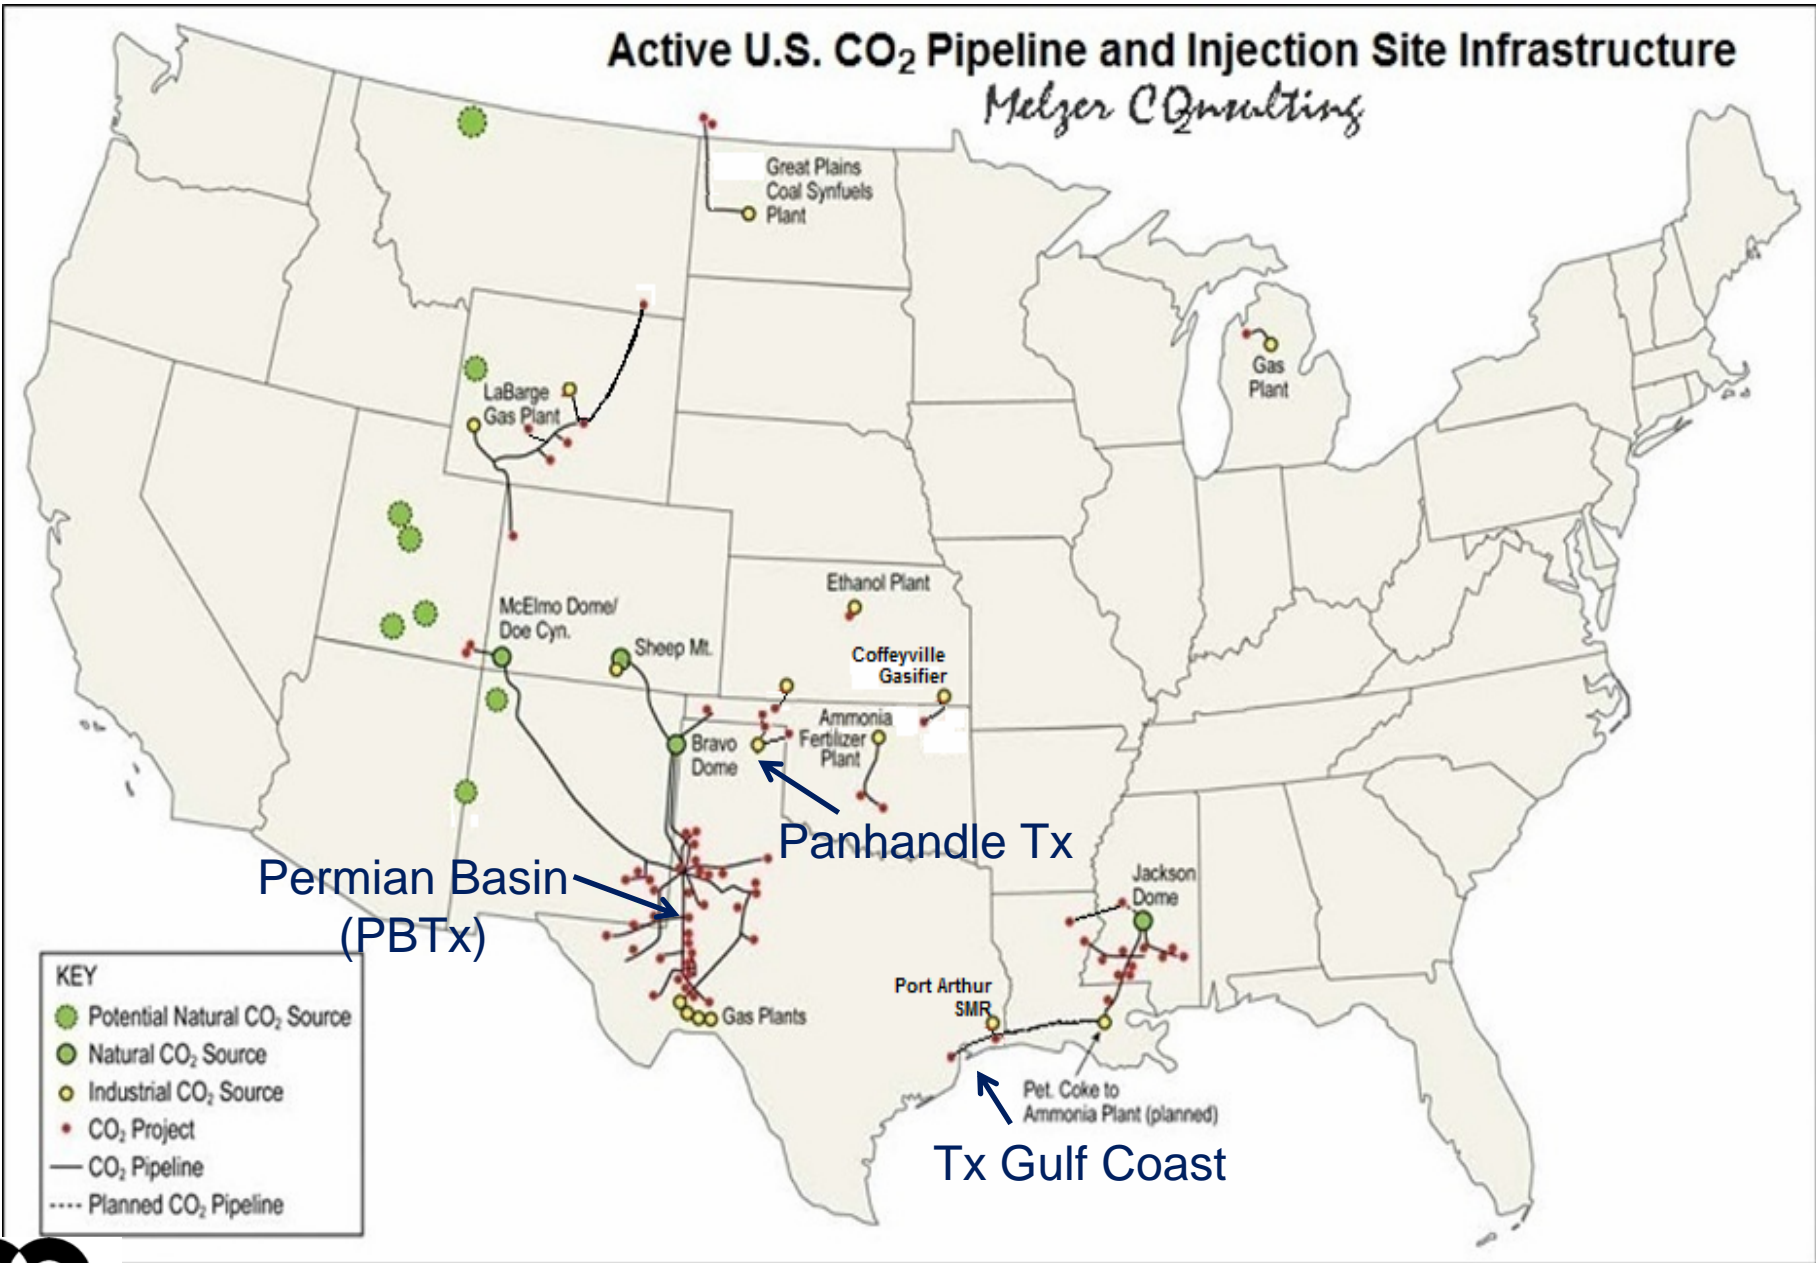 Active U.S. CO₂ Pipeline and Injection Site Infrastructure
Melzer CO₂nsulting
Great Plains
Coal Synfuels
Plant
LaBarge
Gas Plant
Gas
Plant
Ethanol Plant
McElmo Dome/
Doe Cyn.
Sheep Mt.
Coffeyville
Gasifier
Ammonia
Fertilizer
Plant
Bravo
Dome
Panhandle Tx
Permian Basin
(PBTx)
Jackson
Dome
Port Arthur
SMR
Gas Plants
Pet. Coke to
Ammonia Plant (planned)
Tx Gulf Coast
KEY
Potential Natural CO₂ Source
Natural CO₂ Source
Industrial CO₂ Source
CO₂ Project
CO₂ Pipeline
Planned CO₂ Pipeline